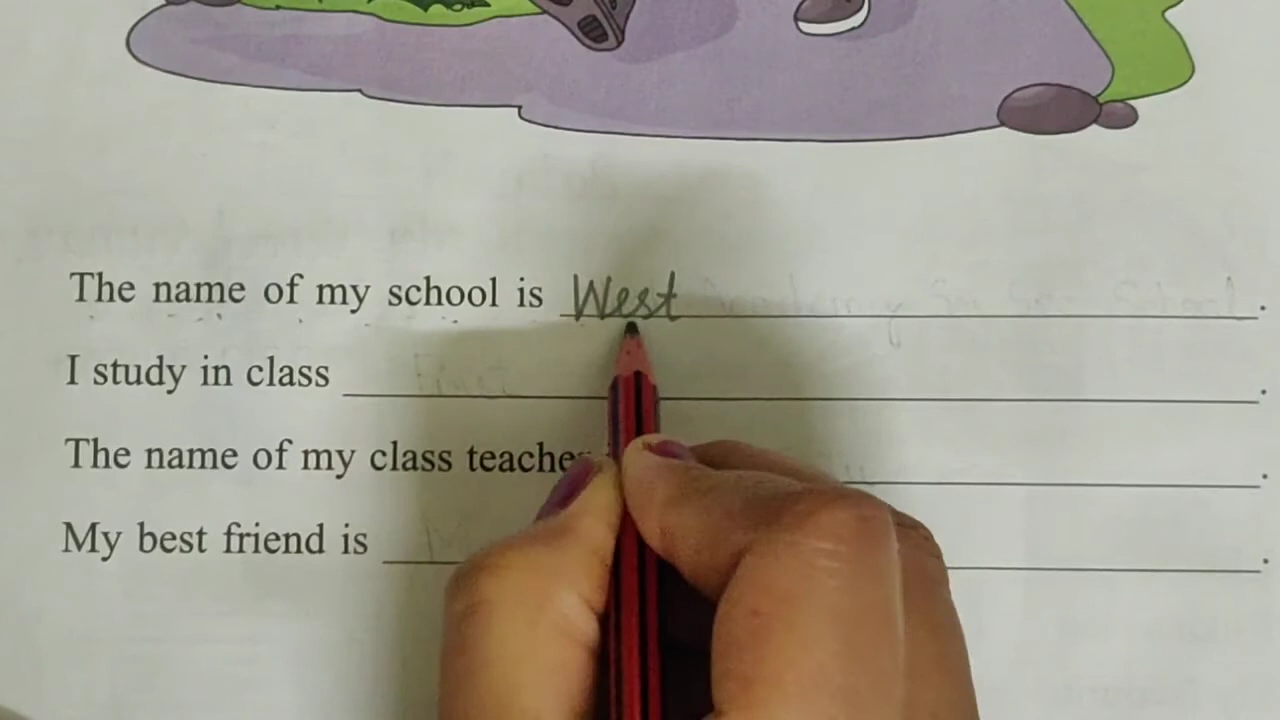 The name of my school is West .
I study in class .
The name of my class teacher .
My best friend is .